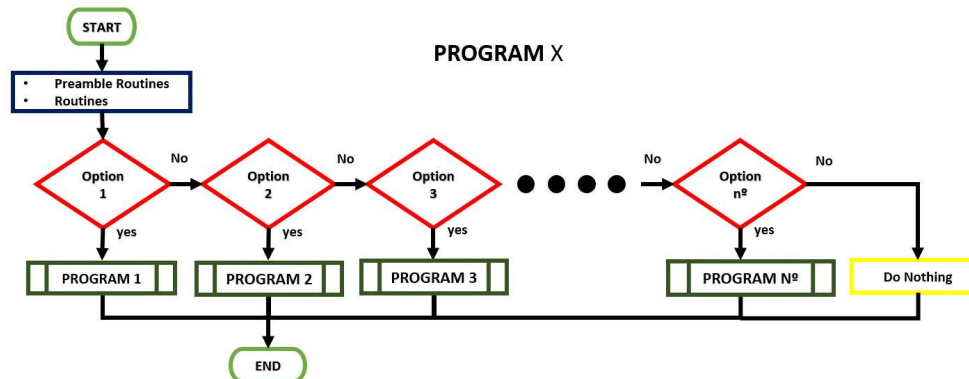 START
PROGRAM X
• Preamble Routines
• Routines
Option
1
No
Option
2
No
Option
3
No
Option
nº
No
yes
yes
yes
yes
PROGRAM 1
PROGRAM 2
PROGRAM 3
PROGRAM Nº
Do Nothing
END